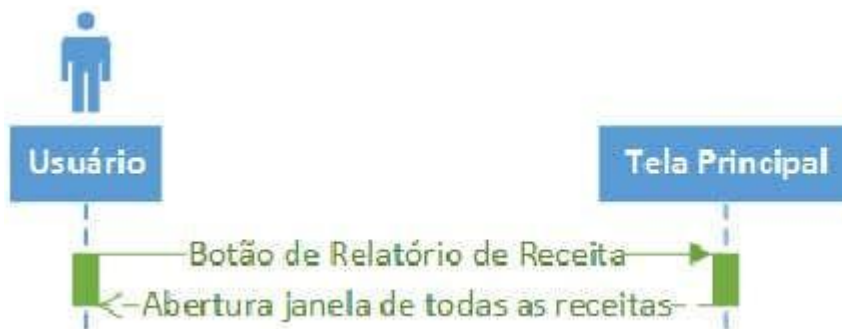 Usuário
Tela Principal
Botão de Relatório de Receita
Abertura janela de todas as receitas